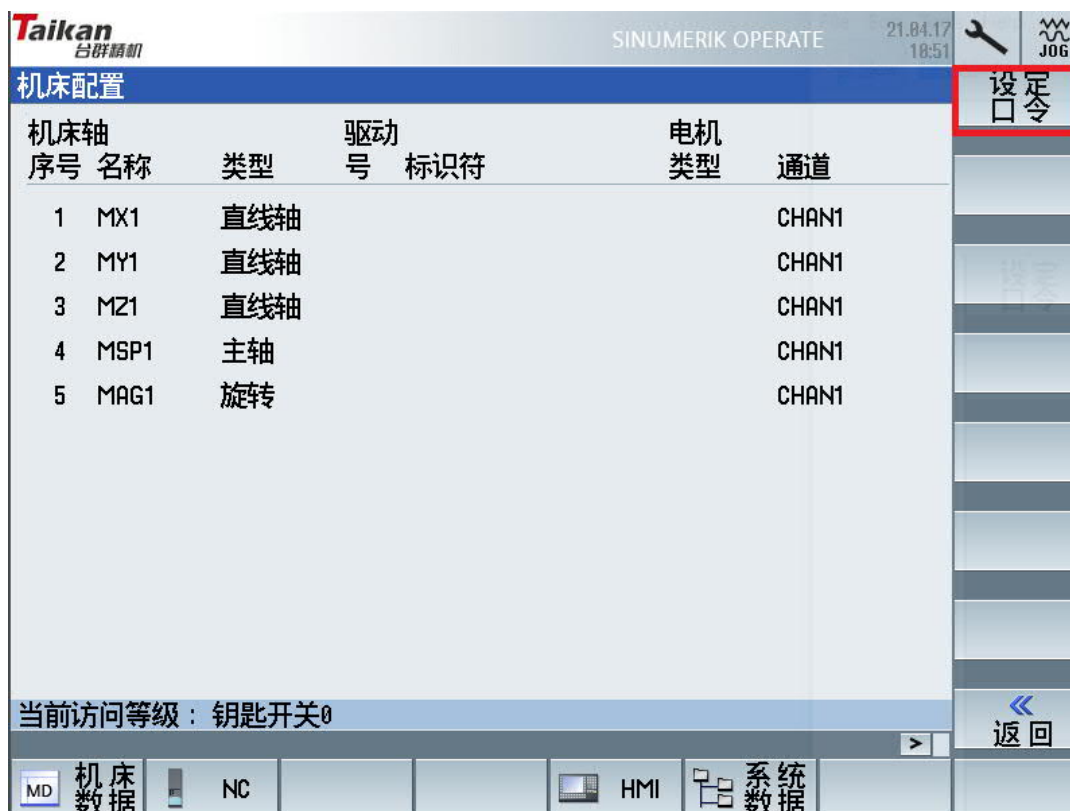 Taikan
台群精机
SINUMERIK OPERATE
21.04.17
18:51
JOG
机床配置
设定
口令
机床轴 驱动 电机
序号 名称 类型 号 标识符 类型 通道
1 MX1 直线轴 CHAN1
2 MY1 直线轴 CHAN1
3 MZ1 直线轴 CHAN1
4 MSP1 主轴 CHAN1
5 MAG1 旋转 CHAN1
设定
口令
当前访问等级：钥匙开关0
返回
>
MD 机床
数据
NC
HMI
系统
数据